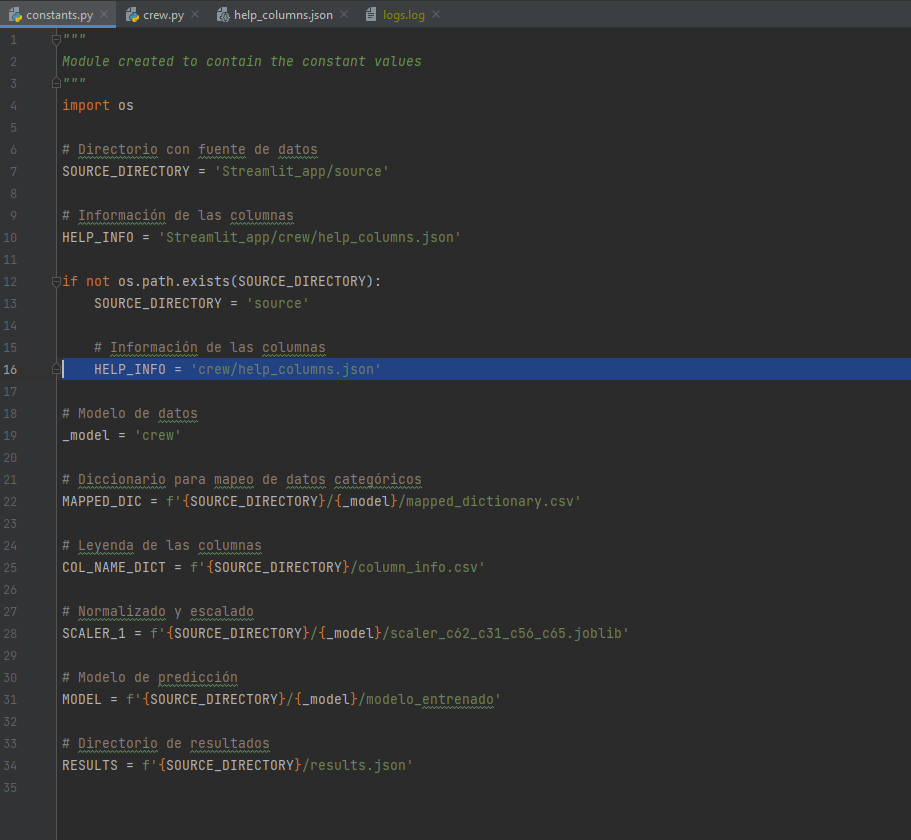 constants.py crew.py help_columns.json logs.log
1 """
2 Module created to contain the constant values
3 """
4 import os
5
6 # Directorio con fuente de datos
7 SOURCE_DIRECTORY = 'Streamlit_app/source'
8
9 # Información de las columnas
10 HELP_INFO = 'Streamlit_app/crew/help_columns.json'
11
12 if not os.path.exists(SOURCE_DIRECTORY):
13     SOURCE_DIRECTORY = 'source'
14
15     # Información de las columnas
16     HELP_INFO = 'crew/help_columns.json'
17
18 # Modelo de datos
19 _model = 'crew'
20
21 # Diccionario para mapeo de datos categóricos
22 MAPPED_DIC = f'{SOURCE_DIRECTORY}/{_model}/mapped_dictionary.csv'
23
24 # Leyenda de las columnas
25 COL_NAME_DICT = f'{SOURCE_DIRECTORY}/column_info.csv'
26
27 # Normalizado y escalado
28 SCALER_1 = f'{SOURCE_DIRECTORY}/{_model}/scaler_c62_c31_c56_c65.joblib'
29
30 # Modelo de predicción
31 MODEL = f'{SOURCE_DIRECTORY}/{_model}/modelo_entrenado'
32
33 # Directorio de resultados
34 RESULTS = f'{SOURCE_DIRECTORY}/results.json'
35